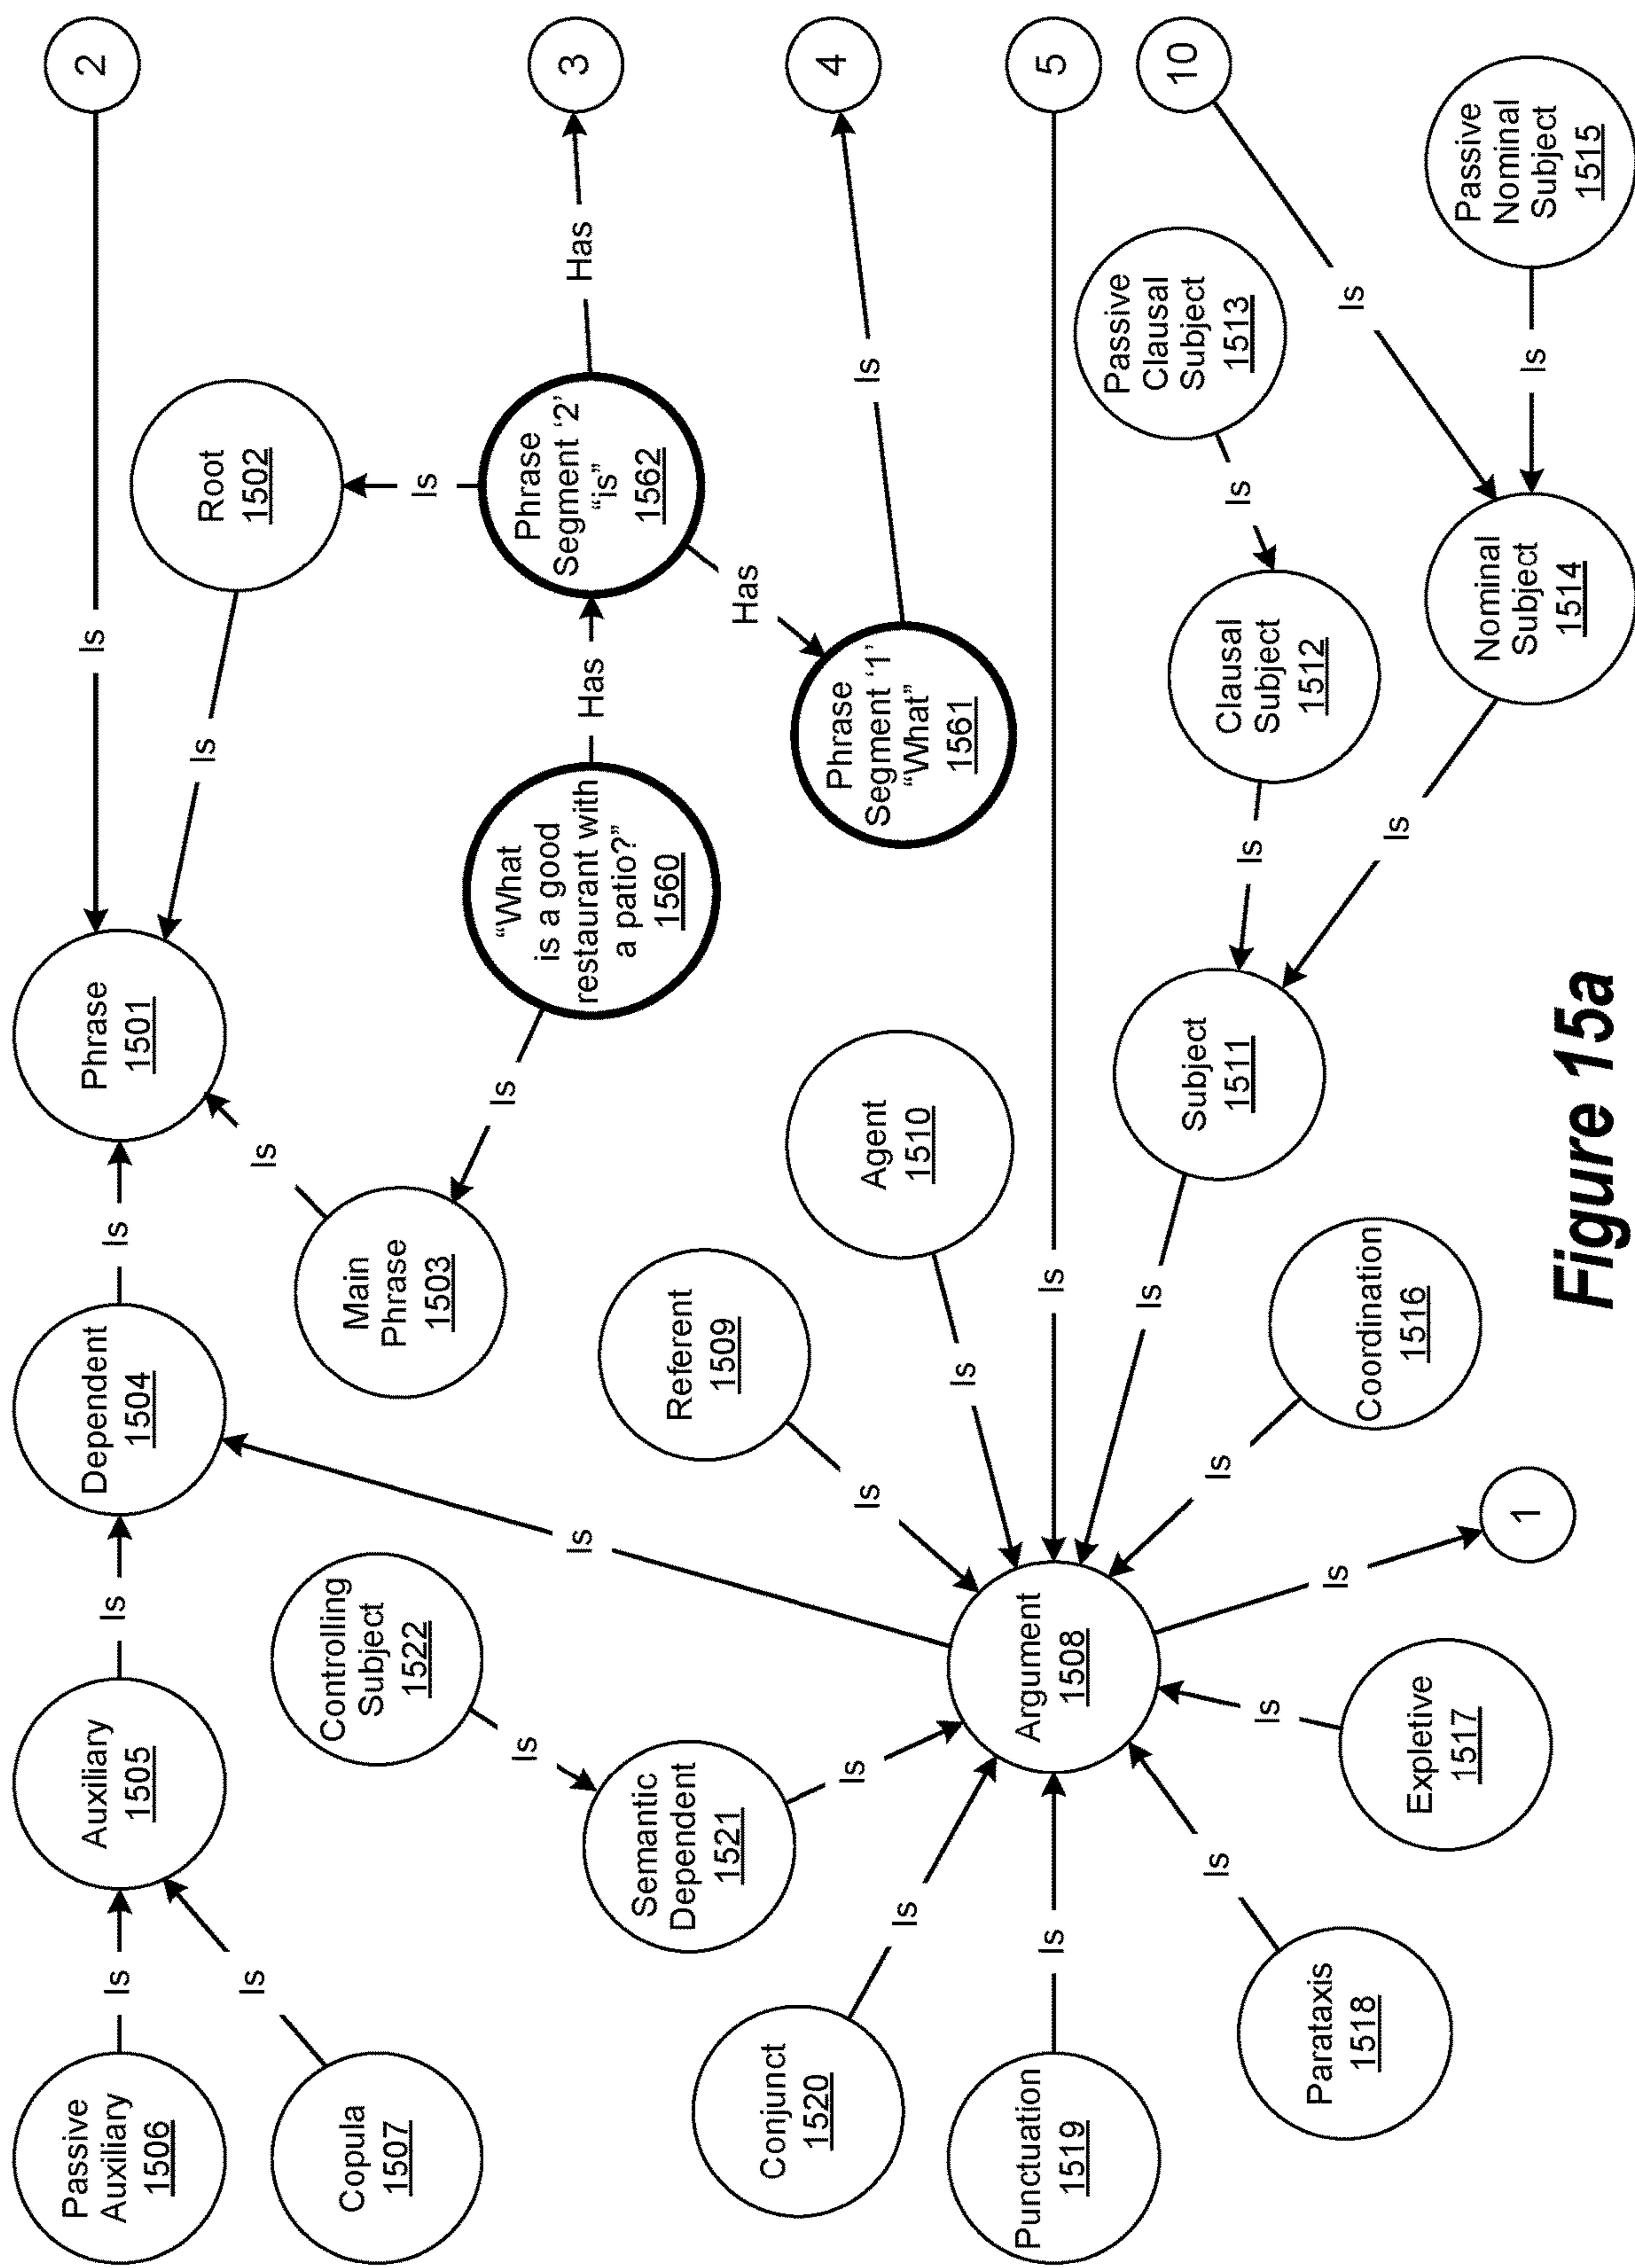 Passive
Auxiliary
1506
Is
Auxiliary
1505
Is
Dependent
1504
Is
Phrase
1501
Is
2
Copula
1507
Is
Controlling
Subject
1522
Is
Main
Phrase
1503
Is
Is
Root
1502
Is
Semantic
Dependent
1521
Is
Is
Referent
1509
Is
Is
“What
is a good
restaurant with
a patio?”
1560
Has
Phrase
Segment ‘2’
“is”
1562
Has
3
Conjunct
1520
Is
Agent
1510
Is
Phrase
Segment ‘1’
“What”
1561
Has
Is
4
Punctuation
1519
Is
Argument
1508
Is
5
Parataxis
1518
Is
Expletive
1517
Is
Is
1
Coordination
1516
Is
Subject
1511
Is
Is
Clausal
Subject
1512
Is
Passive
Clausal
Subject
1513
10
Is
Is
Nominal
Subject
1514
Is
Passive
Nominal
Subject
1515
Figure 15a